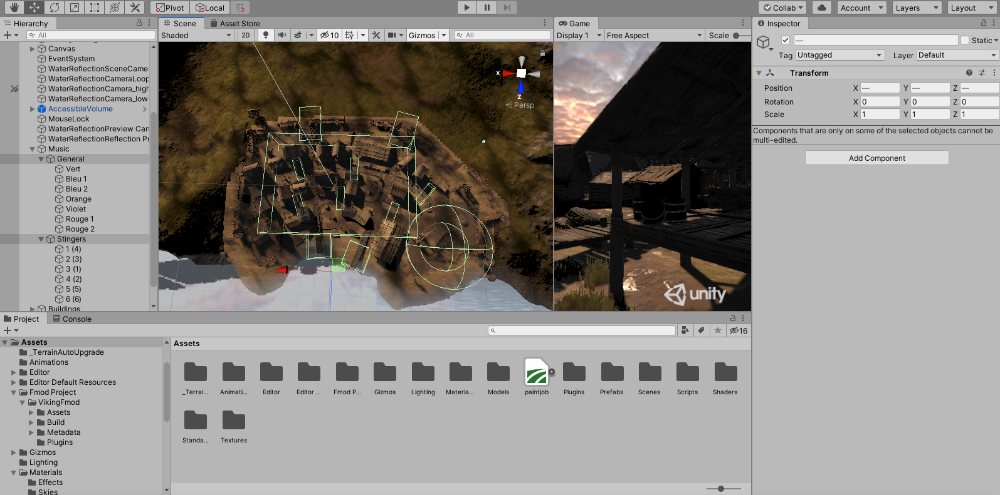 Pivot Local Collab Account Layers Layout
Hierarchy
All
Canvas
EventSystem
WaterReflectionSceneCame
WaterReflectionCameraLoop
WaterReflectionCamera_high
WaterReflectionCamera_low
AccessibleVolume
MouseLock
WaterReflectionPreview Can
WaterReflectionReflection Pr
Music
General
Vert
Bleu 1
Bleu 2
Orange
Violet
Rouge 1
Rouge 2
Stingers
1 (4)
2 (3)
3 (1)
4 (2)
5 (5)
6 (6)
Buildings
Scene Asset Store
Shaded 2D 10 Gizmos All
x
z
Persp
Game
Display 1 Free Aspect Scale
unity
Inspector
— Static
Tag Untagged Layer Default
Transform
Position X — Y — Z —
Rotation X 0 Y 0 Z 0
Scale X 1 Y 1 Z 1
Components that are only on some of the selected objects cannot be
multi-edited.
Add Component
Project Console
16
Assets
_TerrainAutoUpgrade
Animations
Editor
Editor Default Resources
Fmod Project
VikingFmod
Assets
Build
Metadata
Plugins
Gizmos
Lighting
Materials
Effects
Skies
Assets
_Terrai... Animati... Editor Editor ... Fmod P... Gizmos Lighting Materia... Models paintjob Plugins Prefabs Scenes Scripts Shaders
Standa... Textures